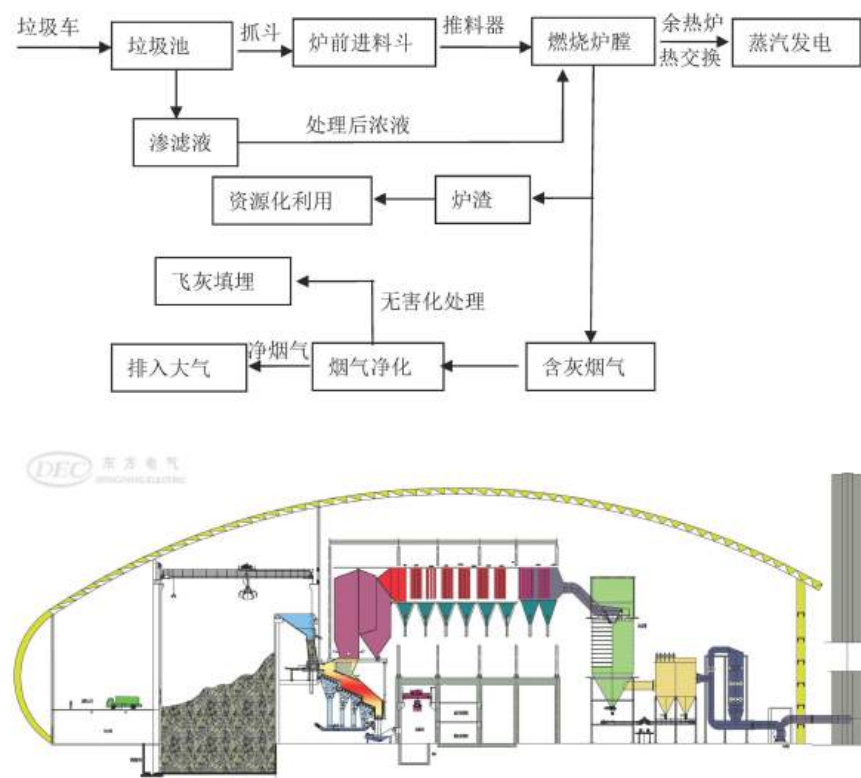 垃圾车
垃圾池
抓斗
炉前进料斗
推料器
燃烧炉膛
余热炉
热交换
蒸汽发电
渗滤液
处理后浓液
资源化利用
炉渣
飞灰填埋
无害化处理
排入大气
净烟气
烟气净化
含灰烟气
DEC
东方电气
DONGFANG ELECTRIC